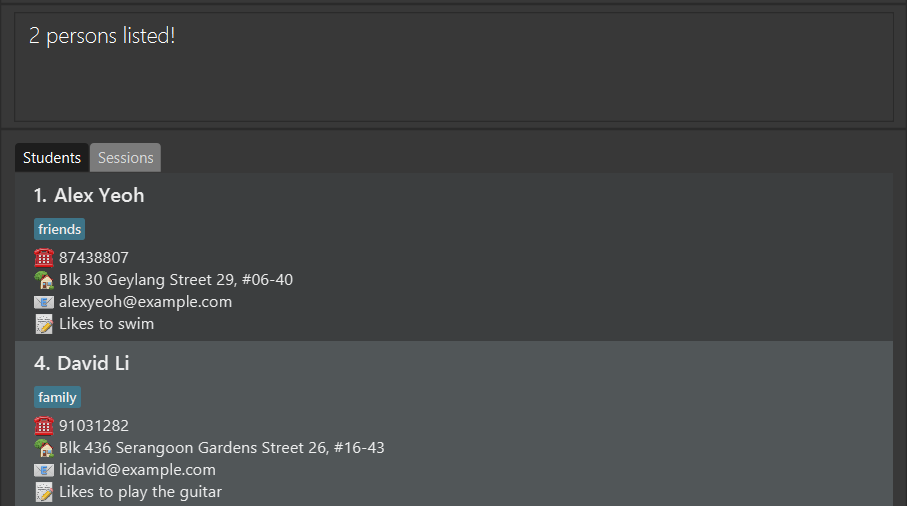 2 persons listed!
Students Sessions
1. Alex Yeoh
friends
87438807
Blk 30 Geylang Street 29, #06-40
alexyeoh@example.com
Likes to swim
4. David Li
family
91031282
Blk 436 Serangoon Gardens Street 26, #16-43
lidavid@example.com
Likes to play the guitar